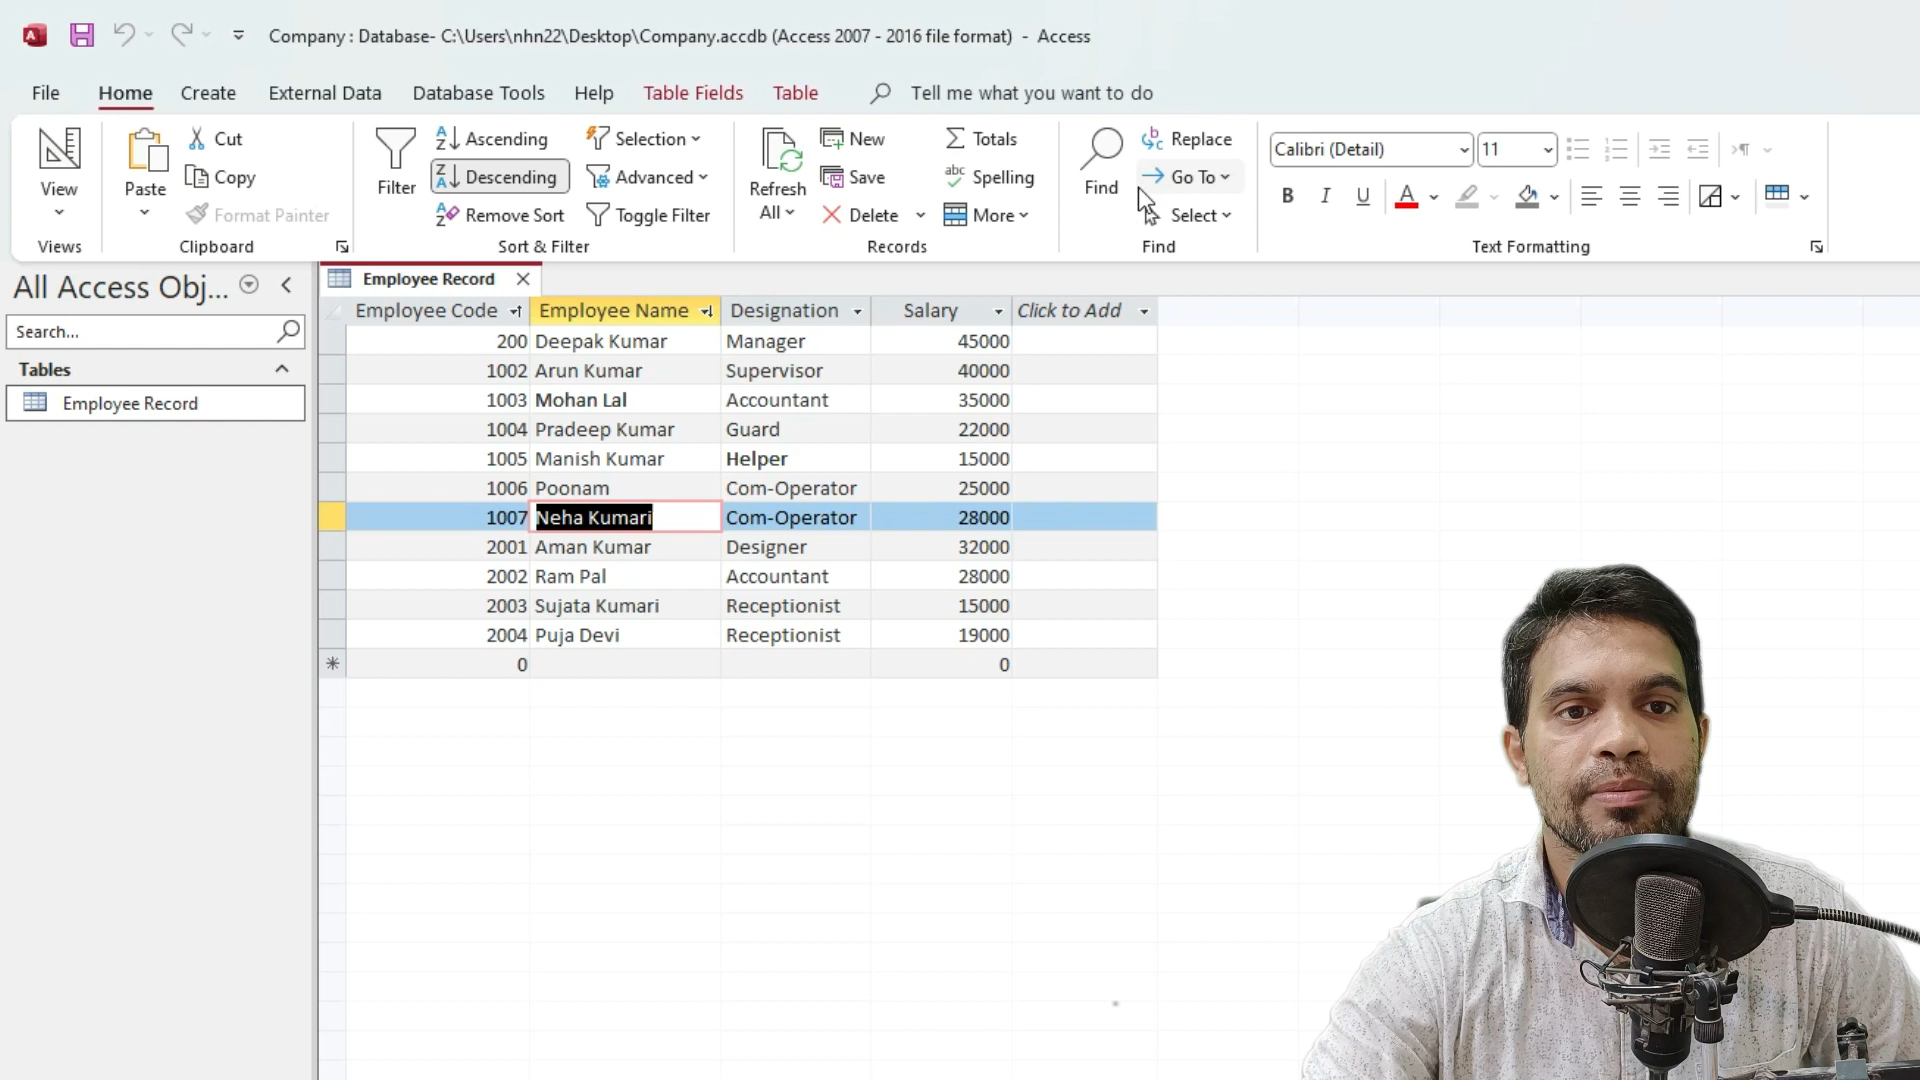 Company : Database- C:\Users\nhn22\Desktop\Company.accdb (Access 2007 - 2016 file format) - Access
File Home Create External Data Database Tools Help Table Fields Table Tell me what you want to do
View
Views
Paste
Cut
Copy
Format Painter
Clipboard
Filter
Ascending
Descending
Remove Sort
Selection
Advanced
Toggle Filter
Sort & Filter
Refresh
All
New
Save
Delete
Totals
Spelling
More
Records
Find
Replace
Go To
Select
Find
Calibri (Detail) 11
B I U A
Text Formatting
All Access Obj...
Search...
Tables
Employee Record
Employee Record
Employee Code Employee Name Designation Salary Click to Add
200 Deepak Kumar Manager 45000
1002 Arun Kumar Supervisor 40000
1003 Mohan Lal Accountant 35000
1004 Pradeep Kumar Guard 22000
1005 Manish Kumar Helper 15000
1006 Poonam Com-Operator 25000
1007 Neha Kumari Com-Operator 28000
2001 Aman Kumar Designer 32000
2002 Ram Pal Accountant 28000
2003 Sujata Kumari Receptionist 15000
2004 Puja Devi Receptionist 19000
0 0